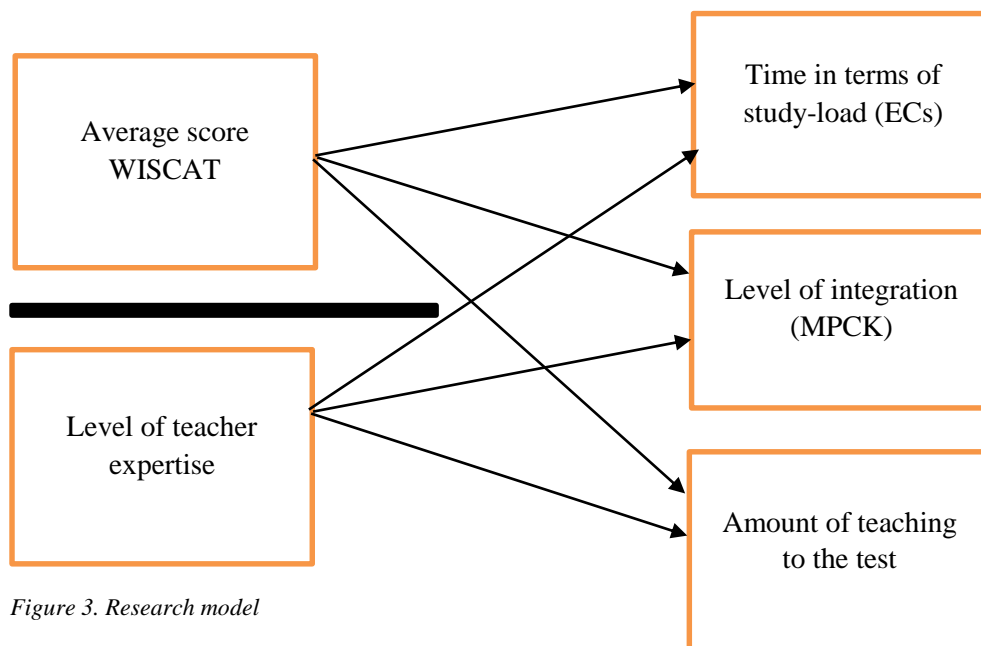 Average score
WISCAT
Level of teacher
expertise
Time in terms of
study-load (ECs)
Level of integration
(MPCK)
Amount of teaching
to the test
Figure 3. Research model